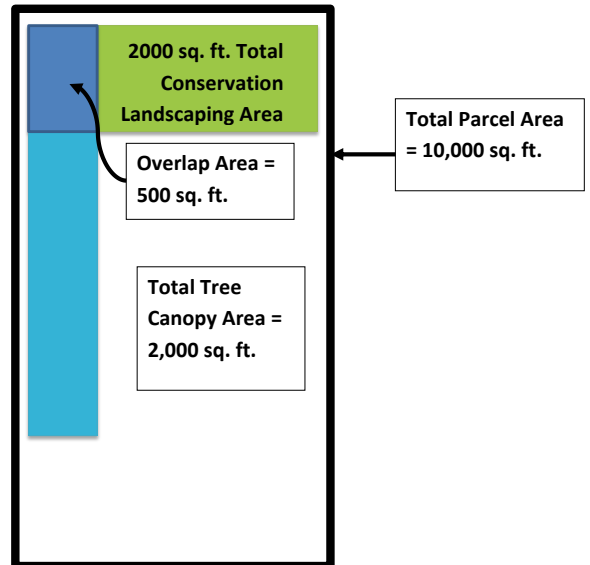 2000 sq. ft. Total
Conservation
Landscaping Area
Total Parcel Area
= 10,000 sq. ft.
Overlap Area =
500 sq. ft.
Total Tree
Canopy Area =
2,000 sq. ft.